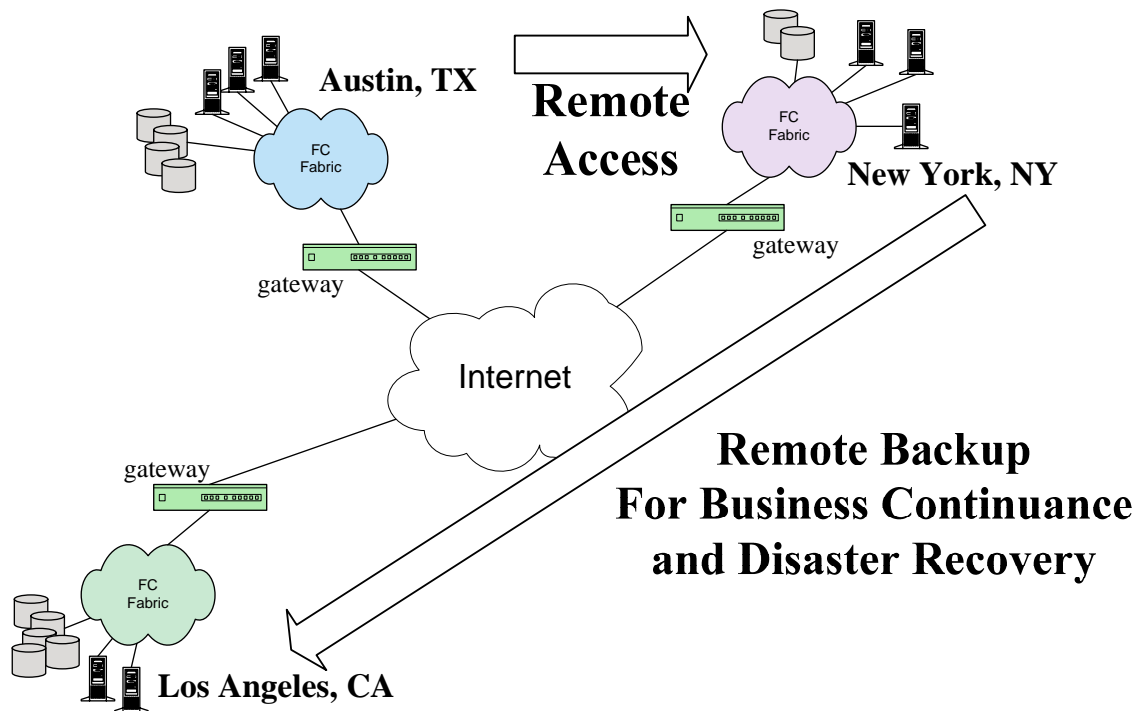 Austin, TX
FC
Fabric
Remote
Access
FC
Fabric
New York, NY
gateway
gateway
Internet
gateway
Remote Backup
For Business Continuance
and Disaster Recovery
FC
Fabric
Los Angeles, CA